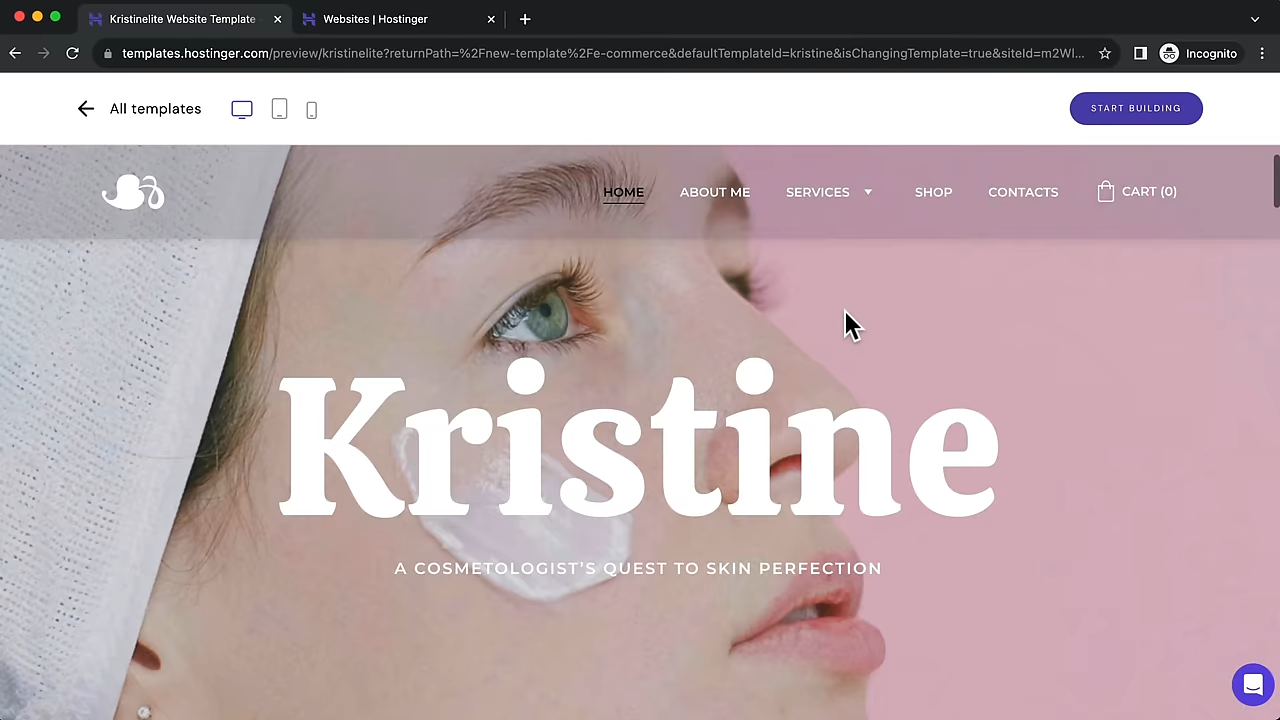 Kristinelite Website Template
Websites | Hostinger
templates.hostinger.com/preview/kristinelite?returnPath=%2Fnew-template%2Fe-commerce&defaultTemplateId=kristine&isChangingTemplate=true&siteId=m2WI...
Incognito
All templates
START BUILDING
HOME
ABOUT ME
SERVICES
SHOP
CONTACTS
CART (0)
Kristine
A COSMETOLOGIST'S QUEST TO SKIN PERFECTION